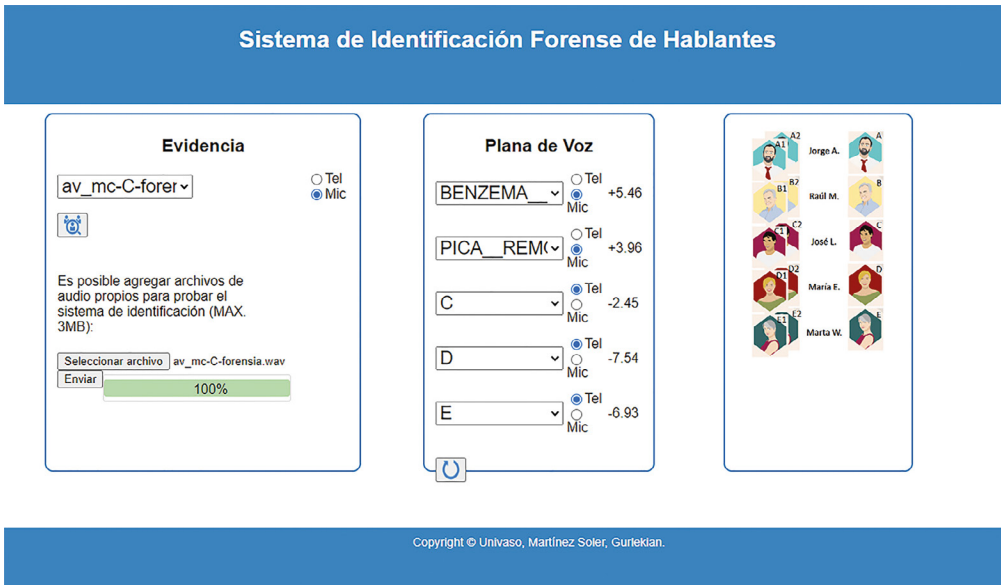 Sistema de Identificación Forense de Hablantes
Evidencia
av_mc-C-forer
Tel
Mic
Es posible agregar archivos de
audio propios para probar el
sistema de identificación (MAX.
3MB):
Seleccionar archivo av_mc-C-forensia.wav
Enviar
100%
Plana de Voz
BENZEMA__
Tel
Mic
+5.46
PICA__REM(
Tel
Mic
+3.96
C
Tel
Mic
-2.45
D
Tel
Mic
-7.54
E
Tel
Mic
-6.93
A1 A2 Jorge A. A
B1 B2 Raúl M. B
C1 C2 José L. C
D1 D2 María E. D
E1 E2 Marta W. E
Copyright © Univaso, Martínez Soler, Gurlekian.